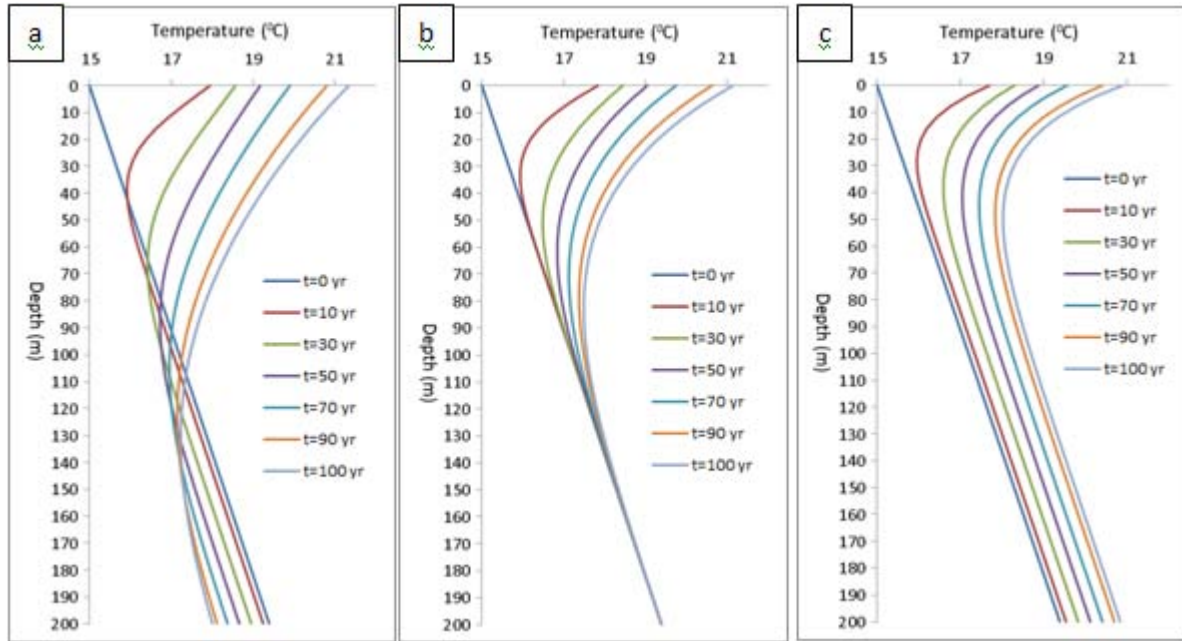 a
Temperature (⁰C)
15 17 19 21
0
10
20
30
40
50
60
70
80
90
100
110
120
130
140
150
160
170
180
190
200
Depth (m)
t=0 yr
t=10 yr
t=30 yr
t=50 yr
t=70 yr
t=90 yr
t=100 yr
b
Temperature (⁰C)
15 17 19 21
0
10
20
30
40
50
60
70
80
90
100
110
120
130
140
150
160
170
180
190
200
Depth (m)
t=0 yr
t=10 yr
t=30 yr
t=50 yr
t=70 yr
t=90 yr
t=100 yr
c
Temperature (⁰C)
15 17 19 21
0
10
20
30
40
50
60
70
80
90
100
110
120
130
140
150
160
170
180
190
200
Depth (m)
t=0 yr
t=10 yr
t=30 yr
t=50 yr
t=70 yr
t=90 yr
t=100 yr